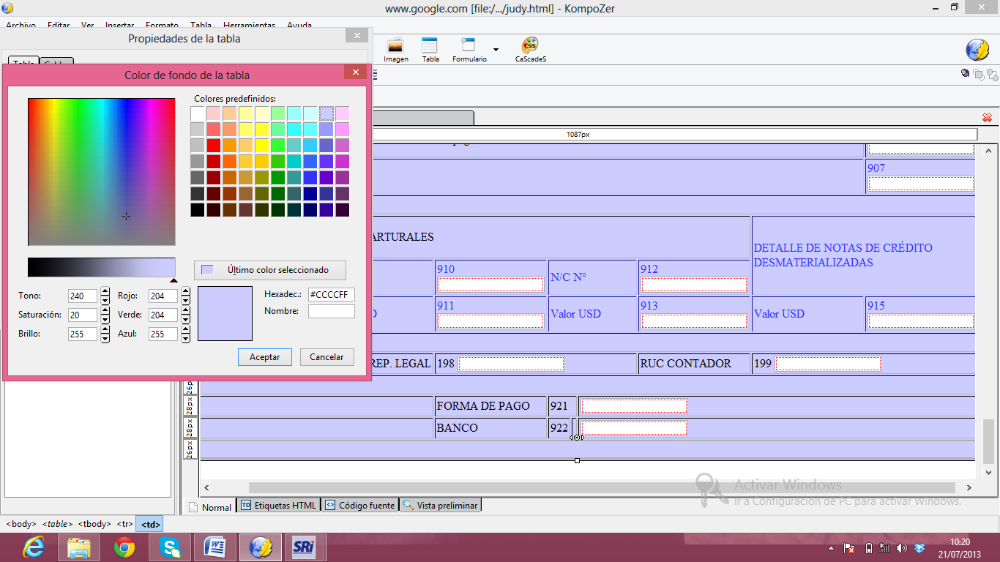 www.google.com [file:/.../judy.html] - KompoZer
Archivo Editar Ver Insertar Formato Tabla Herramientas Ayuda
Propiedades de la tabla
Imagen Tabla Formulario CaScadeS
Tabla
Color de fondo de la tabla
Colores predefinidos:
1087px
907
ARTURALES
DETALLE DE NOTAS DE CRÉDITO
DESMATERIALIZADAS
910
N/C N°
912
911
Valor USD
913
Valor USD
915
Último color seleccionado
Tono: 240 Rojo: 204 Hexadec.: #CCCCFF
Saturación: 20 Verde: 204 Nombre:
Brillo: 255 Azul: 255
Aceptar Cancelar
REP. LEGAL 198 RUC CONTADOR 199
FORMA DE PAGO 921
BANCO 922
26px
28px
28px
26px
Activar Windows
Ir a Configuración de PC para activar Windows.
Normal TD Etiquetas HTML Código fuente Vista preliminar
<body> <table> <tbody> <tr> <td>
SRi
10:20
21/07/2013